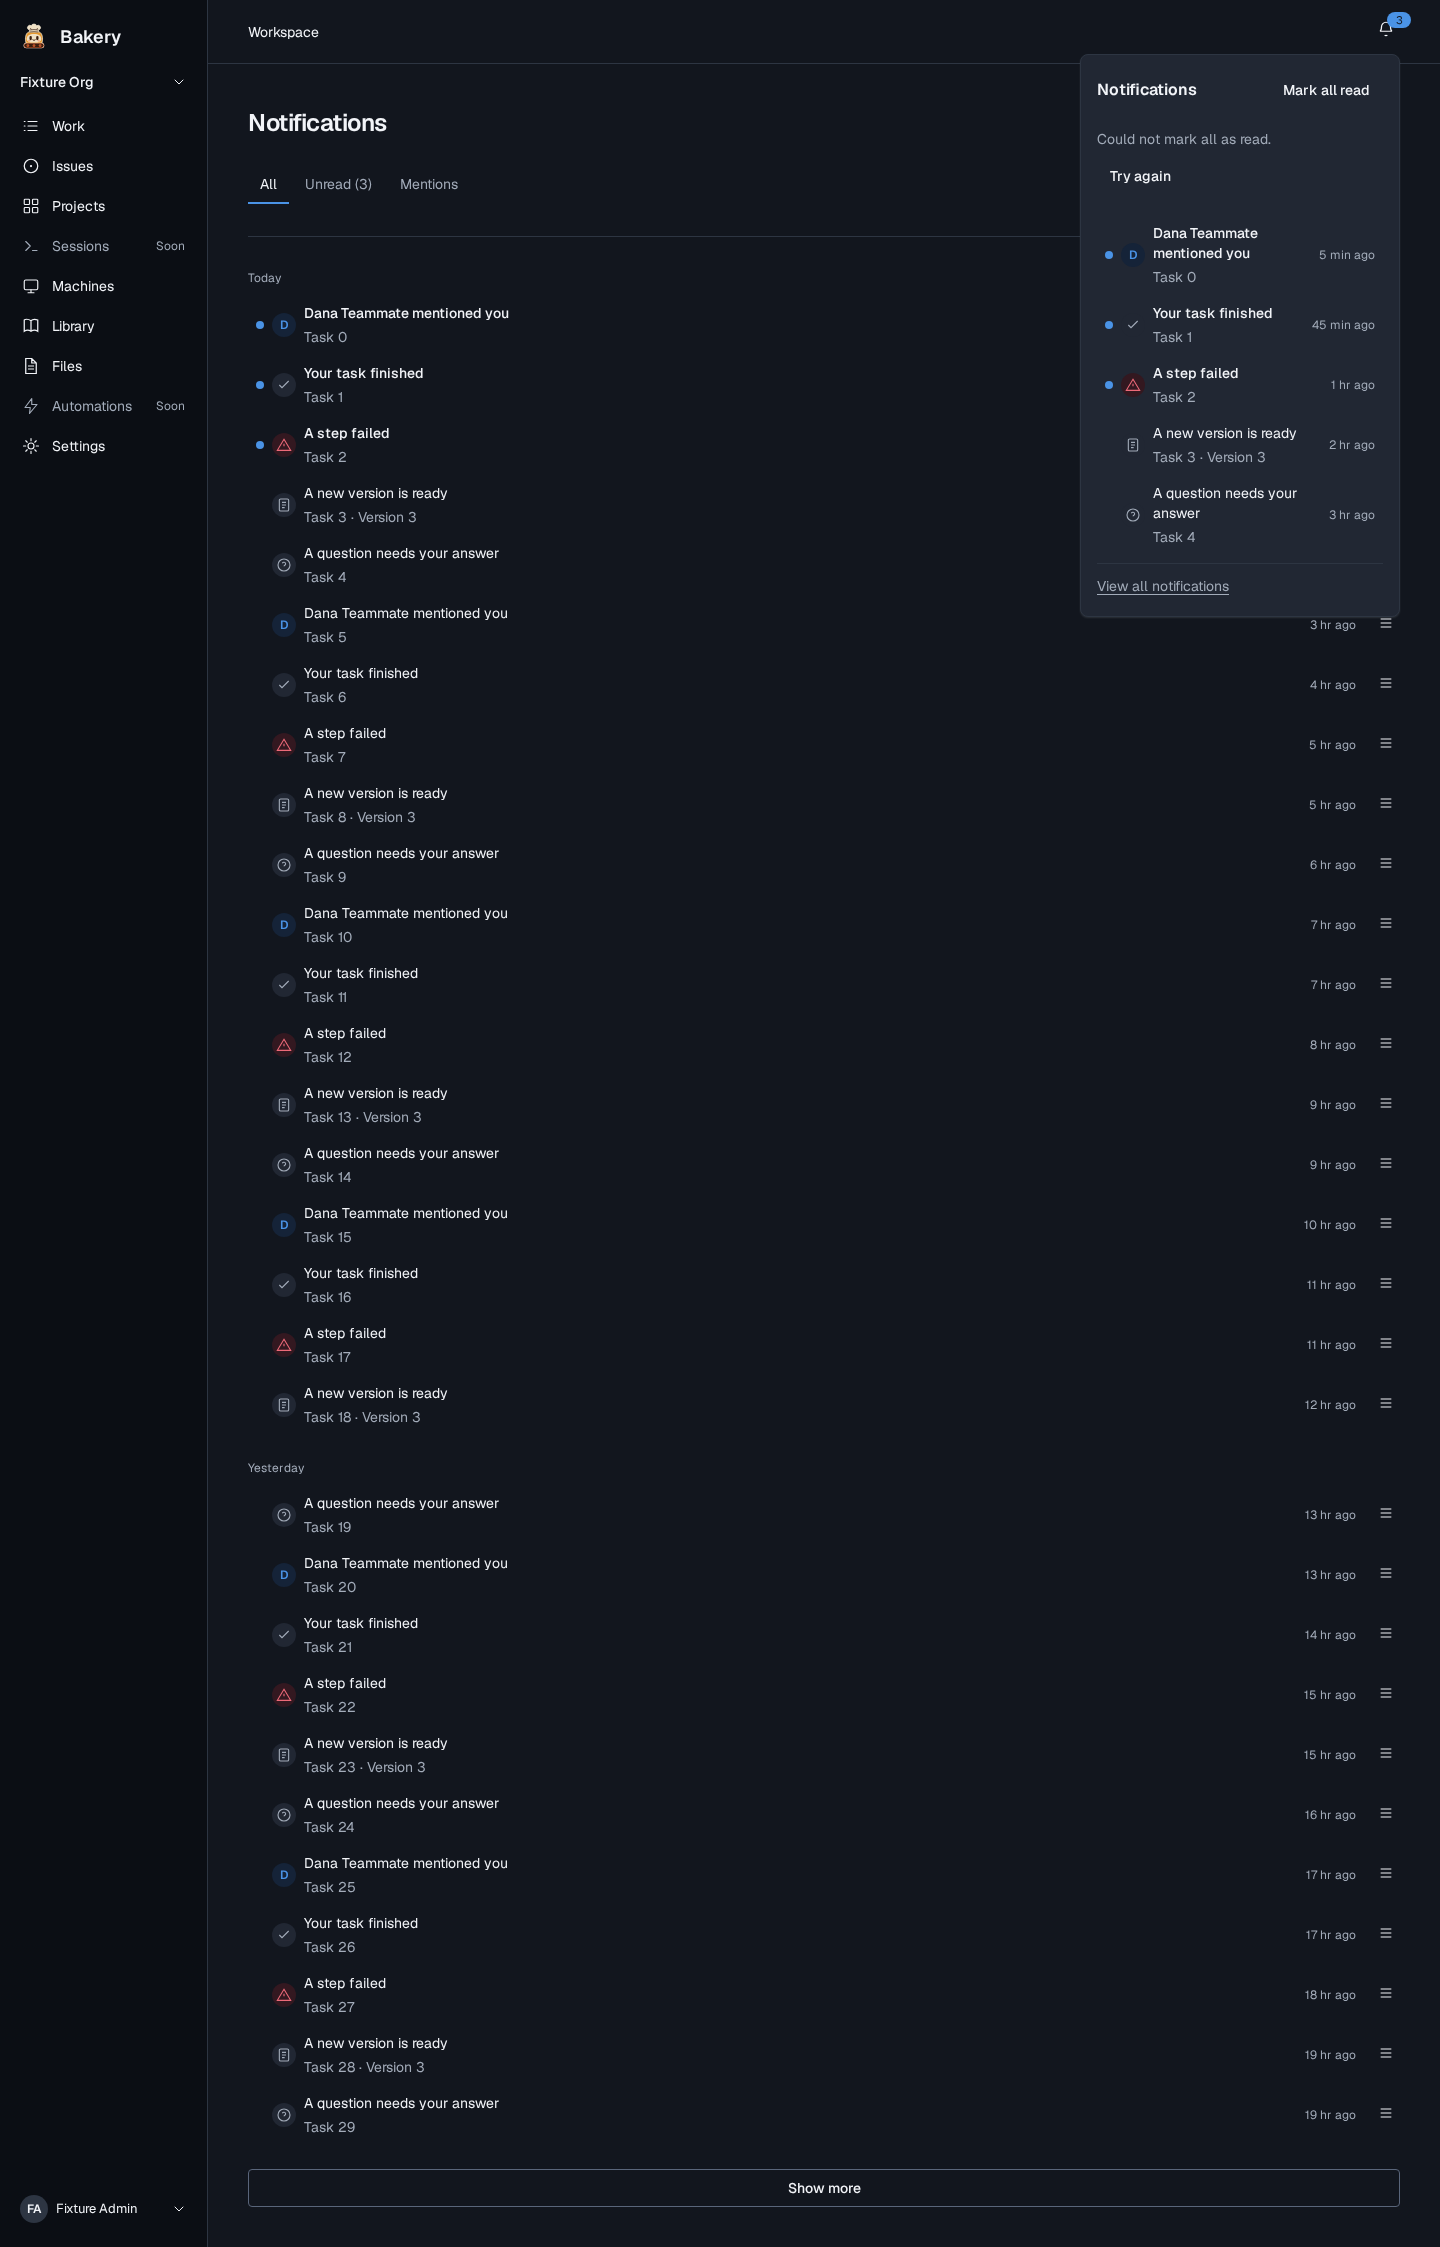 Bakery
Fixture Org
Work
Issues
Projects
Sessions Soon
Machines
Library
Files
Automations Soon
Settings
FA Fixture Admin
Workspace
3
Notifications
All Unread (3) Mentions
Today
D Dana Teammate mentioned you
Task 0
Your task finished
Task 1
A step failed
Task 2
A new version is ready
Task 3 · Version 3
A question needs your answer
Task 4
D Dana Teammate mentioned you
Task 5
3 hr ago
Your task finished
Task 6
4 hr ago
A step failed
Task 7
5 hr ago
A new version is ready
Task 8 · Version 3
5 hr ago
A question needs your answer
Task 9
6 hr ago
D Dana Teammate mentioned you
Task 10
7 hr ago
Your task finished
Task 11
7 hr ago
A step failed
Task 12
8 hr ago
A new version is ready
Task 13 · Version 3
9 hr ago
A question needs your answer
Task 14
9 hr ago
D Dana Teammate mentioned you
Task 15
10 hr ago
Your task finished
Task 16
11 hr ago
A step failed
Task 17
11 hr ago
A new version is ready
Task 18 · Version 3
12 hr ago
Yesterday
A question needs your answer
Task 19
13 hr ago
D Dana Teammate mentioned you
Task 20
13 hr ago
Your task finished
Task 21
14 hr ago
A step failed
Task 22
15 hr ago
A new version is ready
Task 23 · Version 3
15 hr ago
A question needs your answer
Task 24
16 hr ago
D Dana Teammate mentioned you
Task 25
17 hr ago
Your task finished
Task 26
17 hr ago
A step failed
Task 27
18 hr ago
A new version is ready
Task 28 · Version 3
19 hr ago
A question needs your answer
Task 29
19 hr ago
Show more
Notifications Mark all read
Could not mark all as read.
Try again
D Dana Teammate
mentioned you
Task 0
5 min ago
Your task finished
Task 1
45 min ago
A step failed
Task 2
1 hr ago
A new version is ready
Task 3 · Version 3
2 hr ago
A question needs your
answer
Task 4
3 hr ago
View all notifications